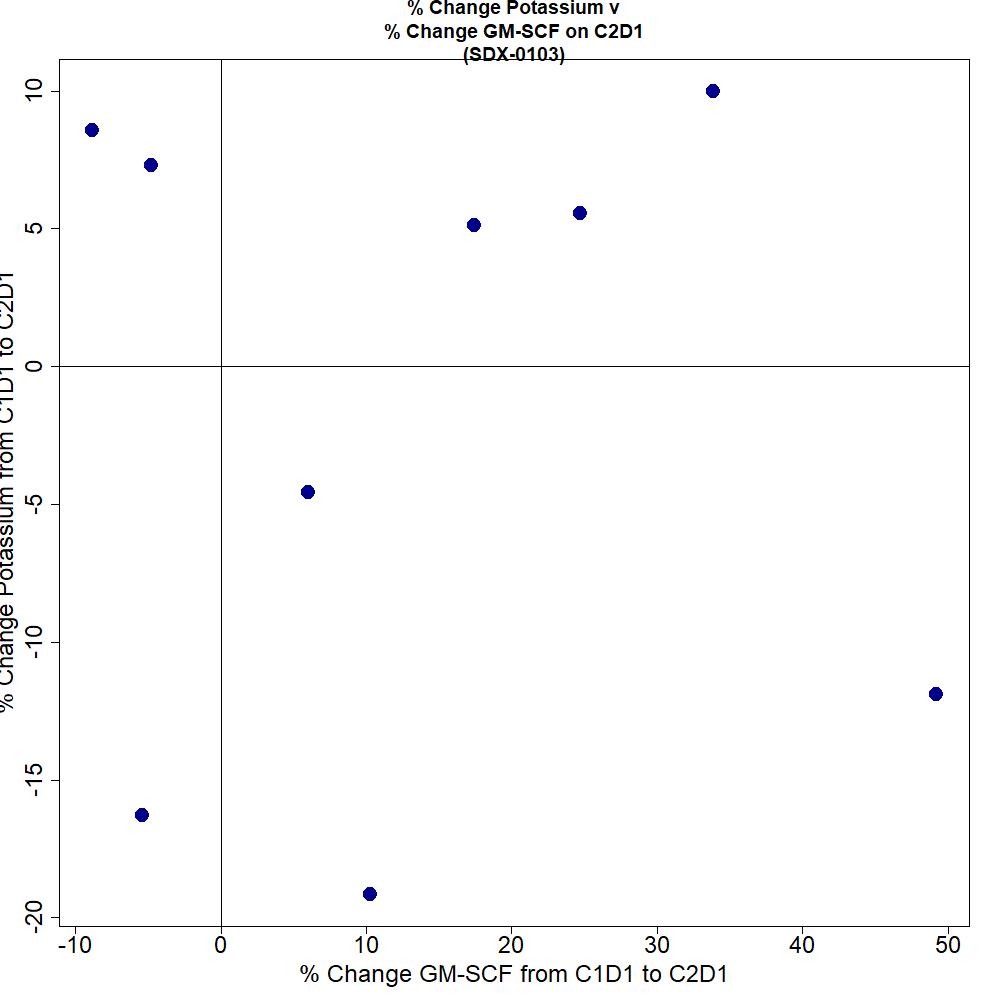 % Change Potassium v
% Change GM-SCF on C2D1
(SDX-0103)
10
5
0
-5
-10
-15
-20
% Change Potassium from C1D1 to C2D1
-10 0 10 20 30 40 50
% Change GM-SCF from C1D1 to C2D1